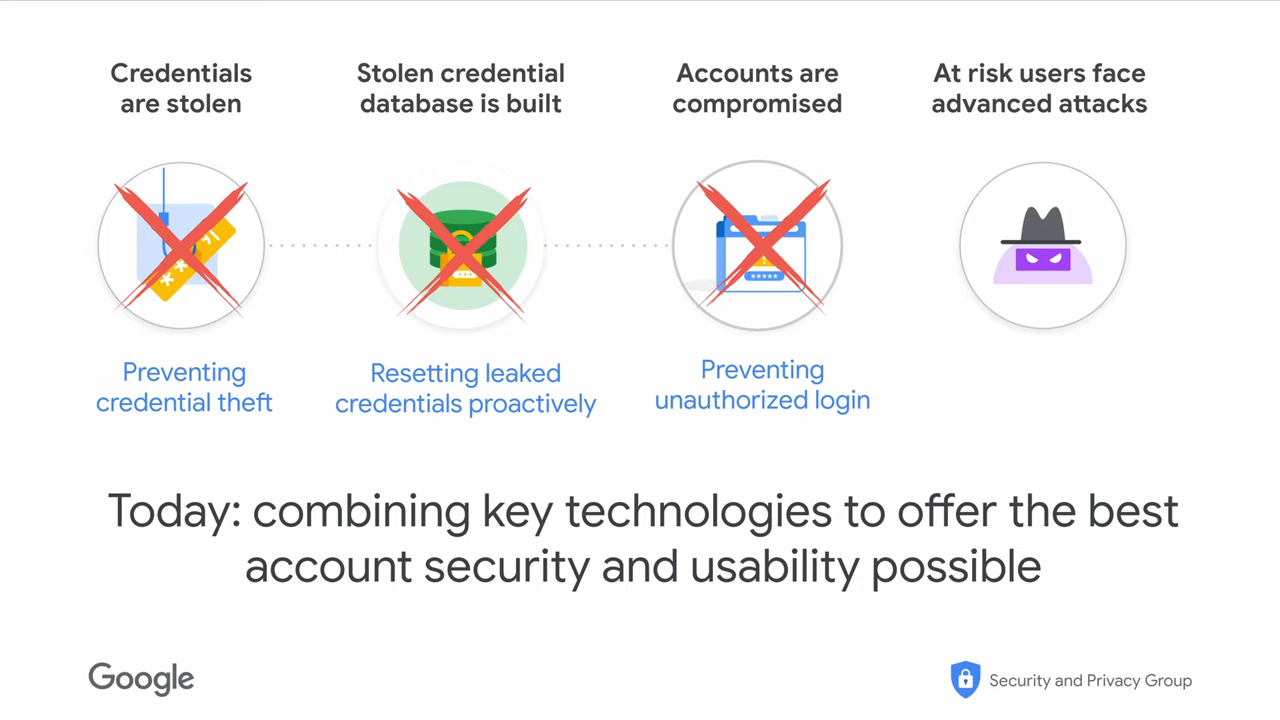 Credentials
are stolen
Stolen credential
database is built
Accounts are
compromised
At risk users face
advanced attacks
Preventing
credential theft
Resetting leaked
credentials proactively
Preventing
unauthorized login
Today: combining key technologies to offer the best
account security and usability possible
Google
Security and Privacy Group